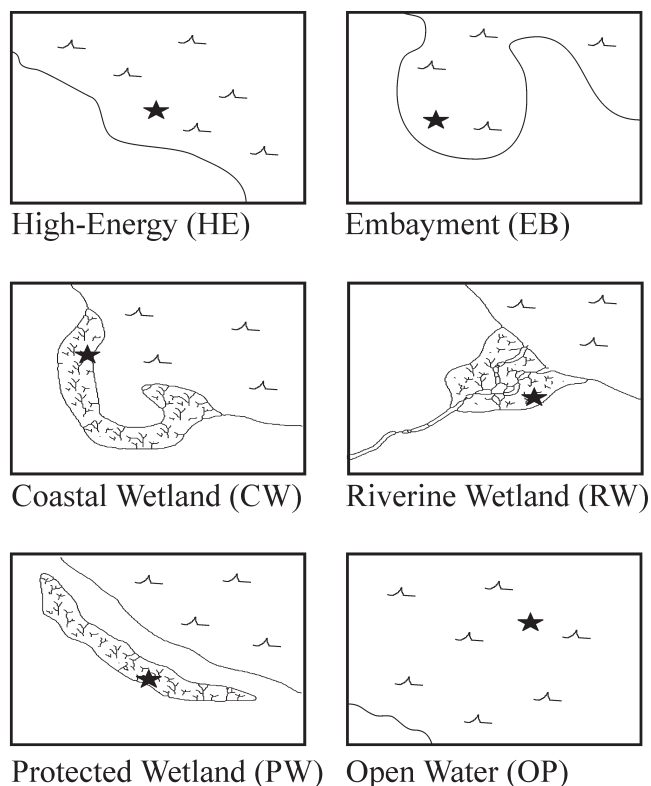 High-Energy (HE)
Embayment (EB)
Coastal Wetland (CW)
Riverine Wetland (RW)
Protected Wetland (PW)
Open Water (OP)